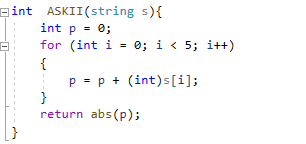 int ASKII(string s){
int p = 0;
for (int i = 0; i < 5; i++)
{
p = p + (int)s[i];
}
return abs(p);
}